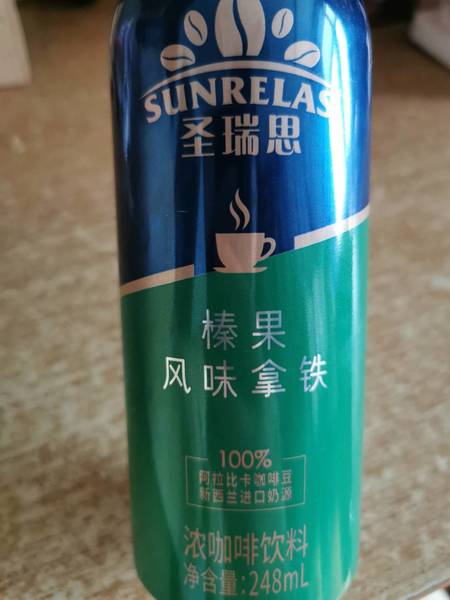 SUNRELAS
圣瑞思
榛果
风味拿铁
100%
阿拉比卡咖啡豆
新西兰进口奶源
浓咖啡饮料
净含量:248mL